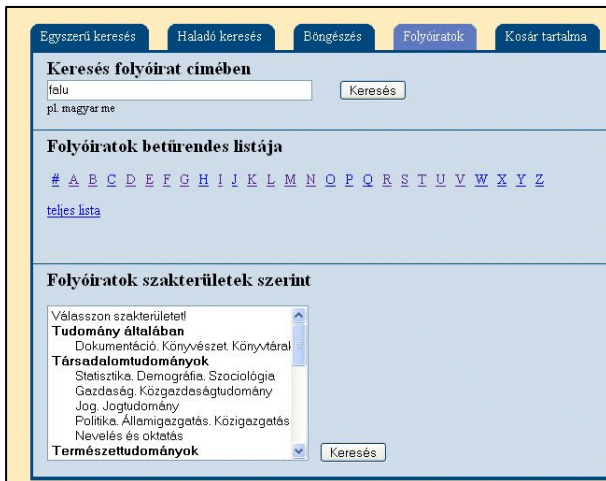 Egyszerű keresés Haladó keresés Böngészés Folyóiratok Kosár tartalma
Keresés folyóirat címében
falu Keresés
pl. magyar me
Folyóiratok betűrendes listája
# A B C D E F G H I J K L M N O P Q R S T U V W X Y Z
teljes lista
Folyóiratok szakterületek szerint
Válasszon szakterületet!
Tudomány általában
Dokumentáció. Könyvészet. Könyvtárak
Társadalomtudományok
Statisztika. Demográfia. Szociológia
Gazdaság. Közgazdaságtudomány
Jog. Jogtudomány
Politika. Államigazgatás. Közigazgatás
Nevelés és oktatás
Természettudományok Keresés